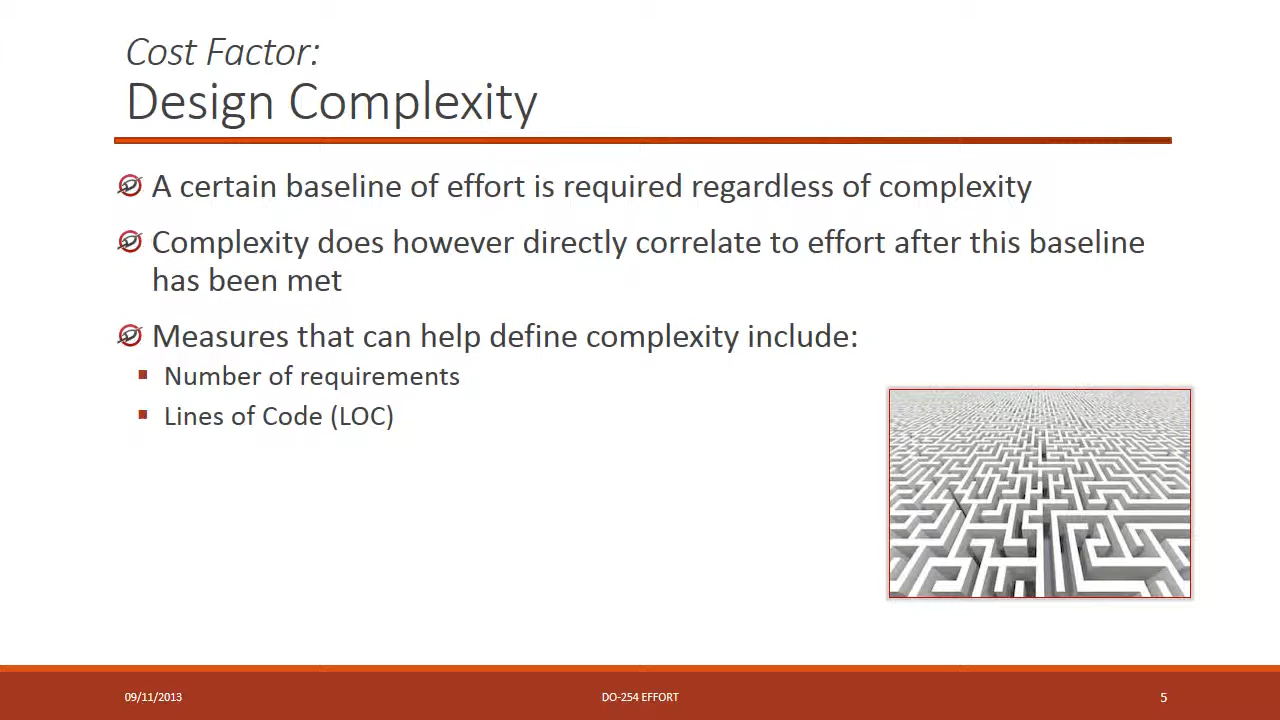 Cost Factor:
Design Complexity
A certain baseline of effort is required regardless of complexity
Complexity does however directly correlate to effort after this baseline
has been met
Measures that can help define complexity include:
Number of requirements
Lines of Code (LOC)
09/11/2013
DO-254 EFFORT
5